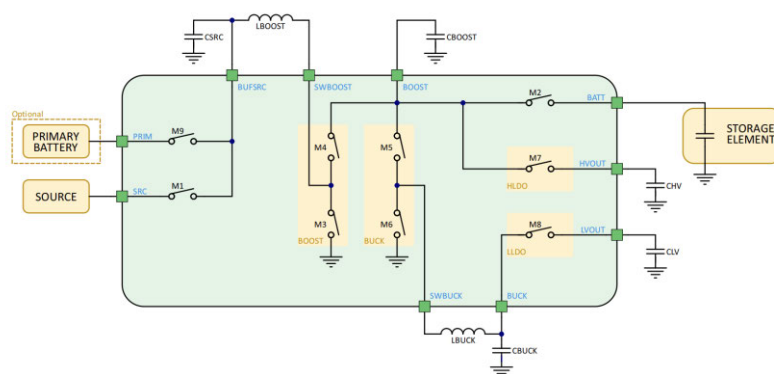 LBOOST
CSRC
CBOOST
BUFSRC
SWBOOST
BOOST
Optional
PRIMARY
BATTERY
PRIM
M9
M2
BATT
STORAGE
ELEMENT
M4
M5
M7
HVOUT
HLDO
CHV
SOURCE
SRC
M1
M3
M6
BOOST
BUCK
M8
LVOUT
LLDO
CLV
SWBUCK
BUCK
LBUCK
CBUCK